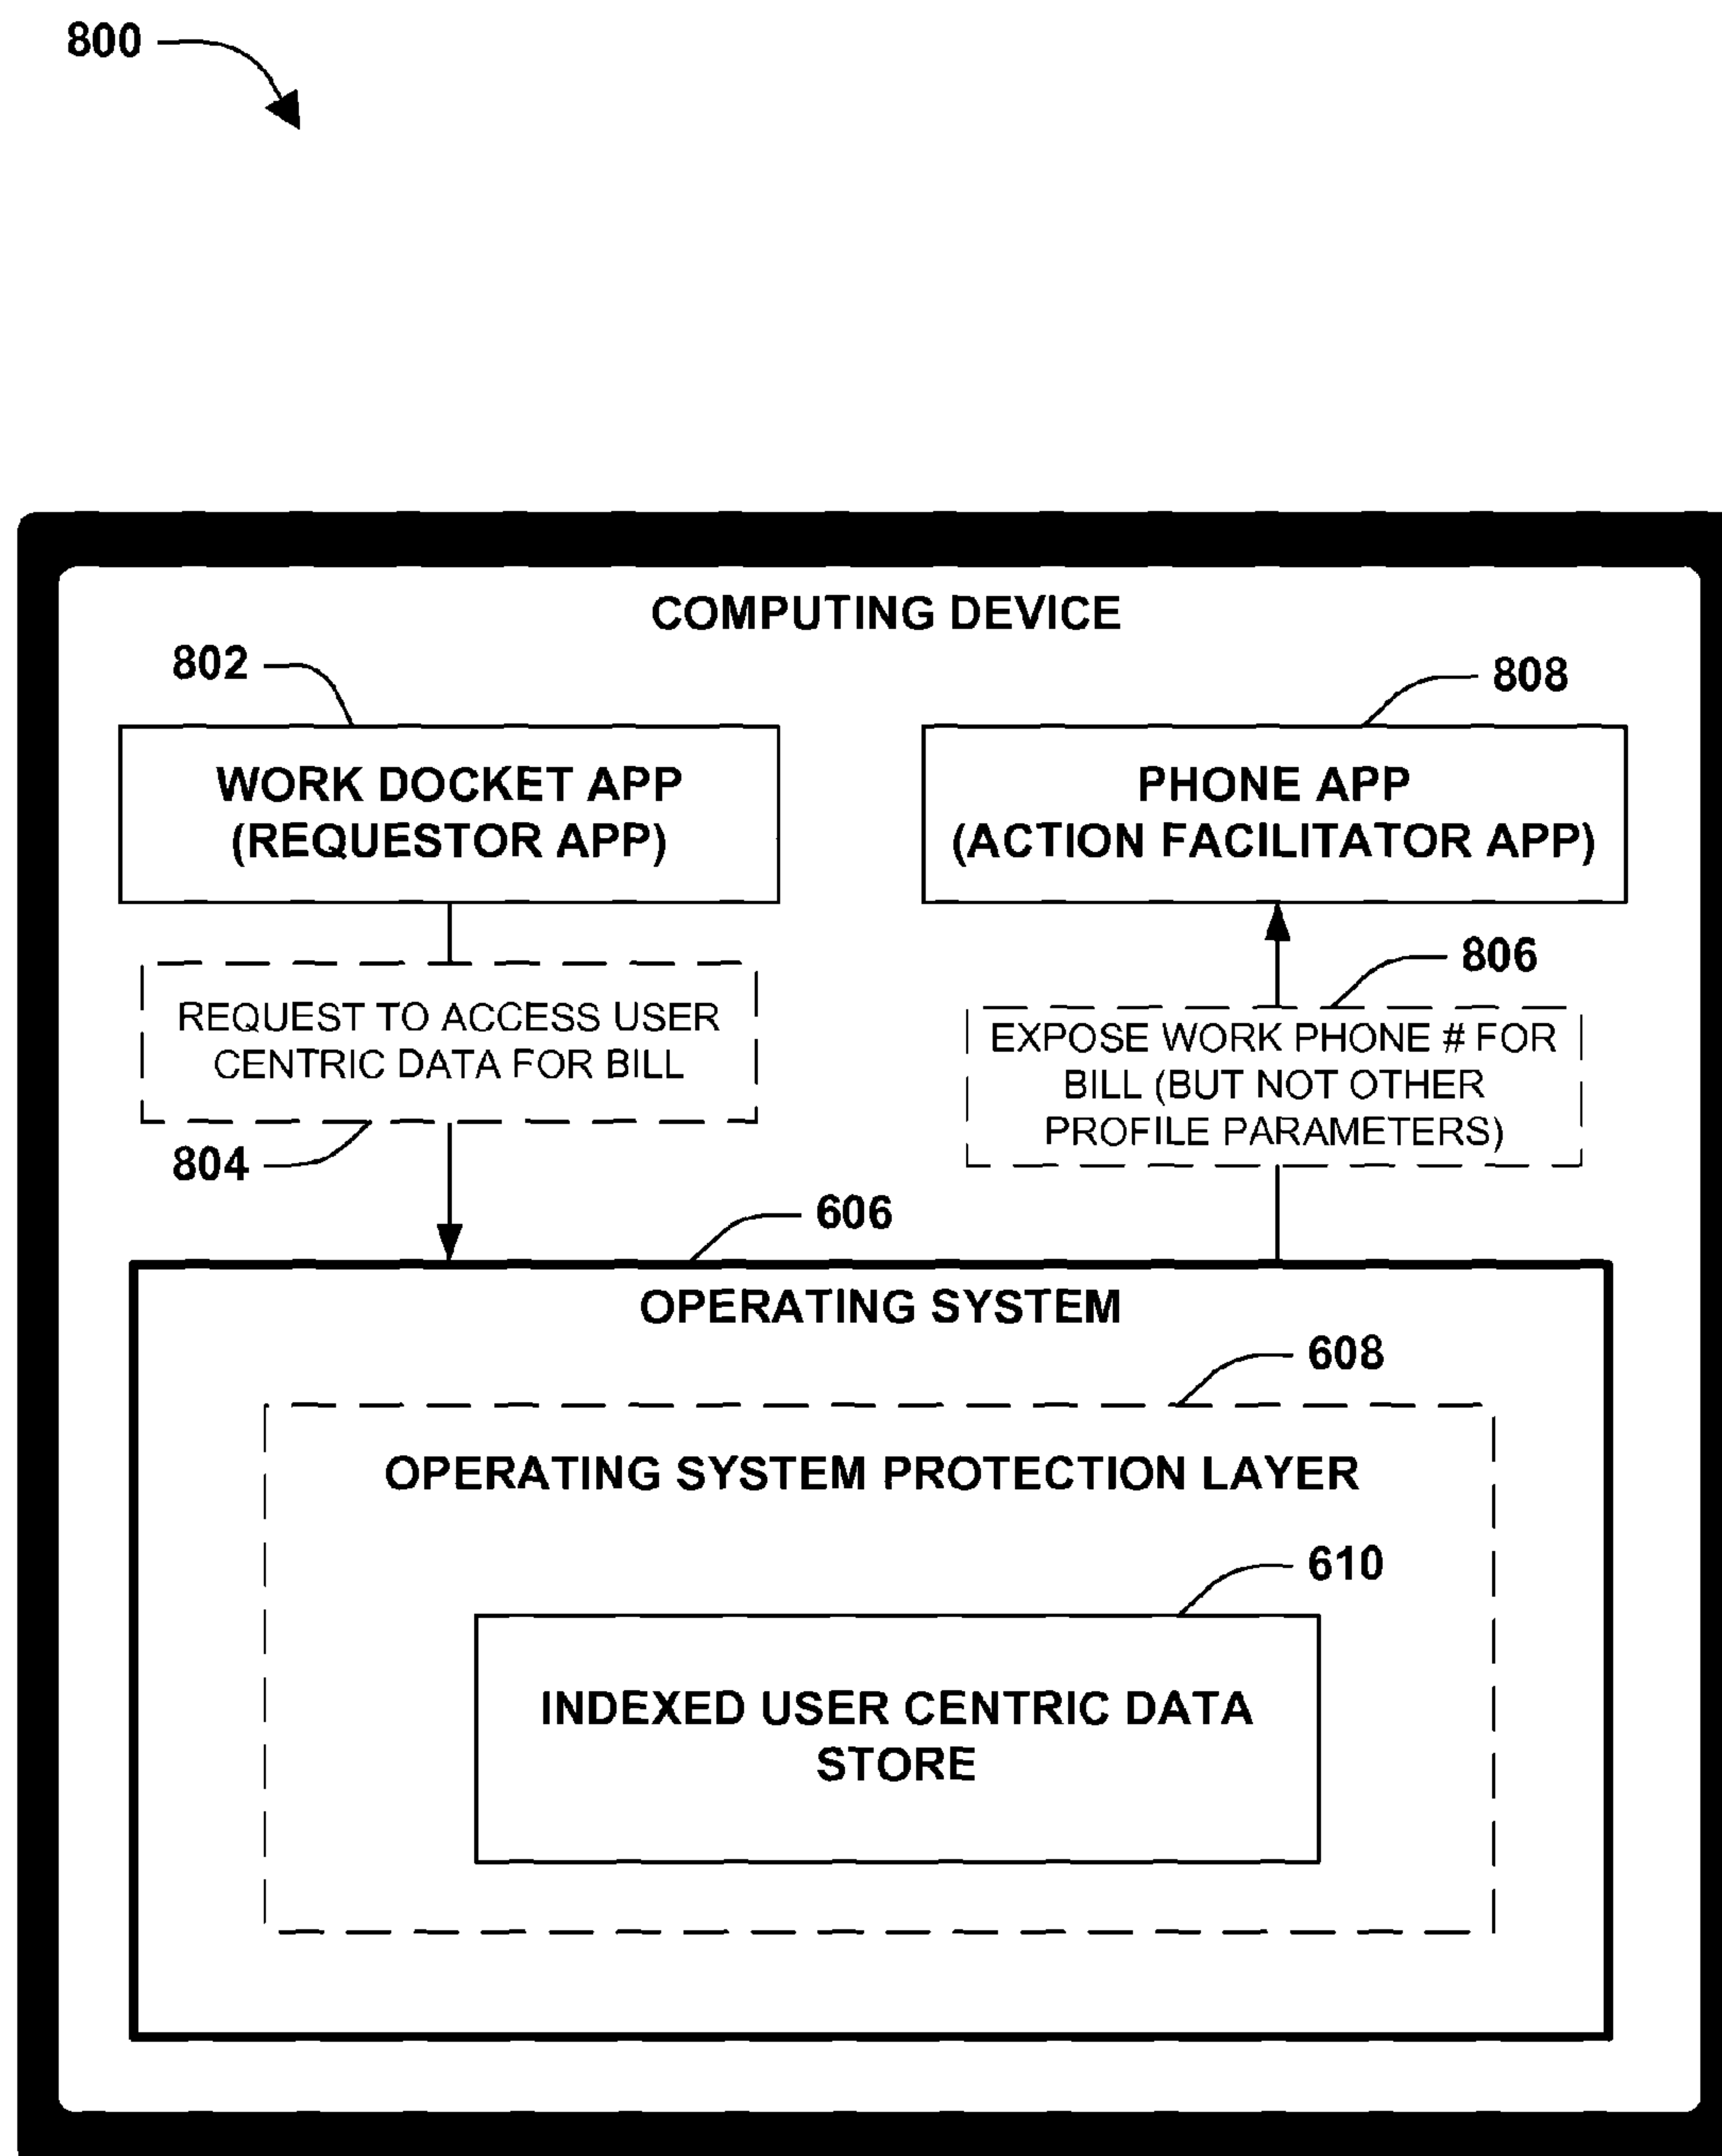 800
COMPUTING DEVICE
802
808
WORK DOCKET APP
(REQUESTOR APP)
PHONE APP
(ACTION FACILITATOR APP)
806
REQUEST TO ACCESS USER
CENTRIC DATA FOR BILL
EXPOSE WORK PHONE # FOR
BILL (BUT NOT OTHER
PROFILE PARAMETERS)
804
606
OPERATING SYSTEM
608
OPERATING SYSTEM PROTECTION LAYER
610
INDEXED USER CENTRIC DATA
STORE